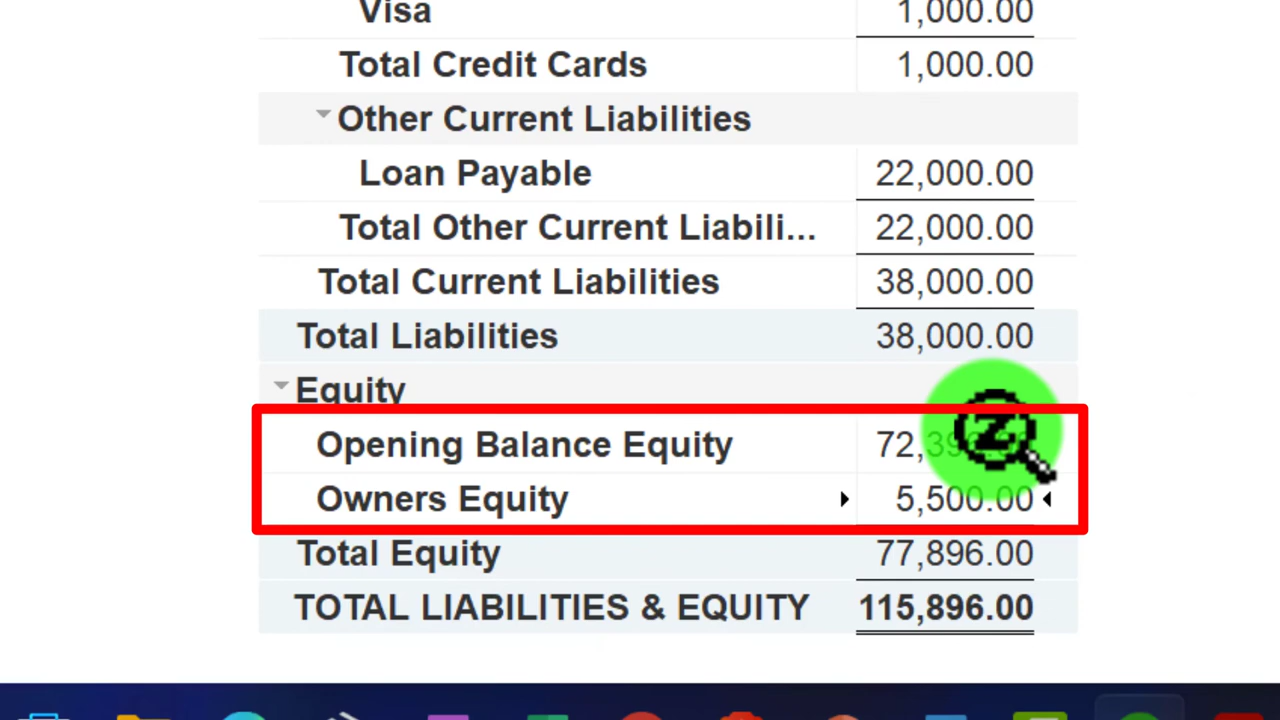 Visa 1,000.00
Total Credit Cards 1,000.00
Other Current Liabilities
Loan Payable 22,000.00
Total Other Current Liabili... 22,000.00
Total Current Liabilities 38,000.00
Total Liabilities 38,000.00
Equity
Opening Balance Equity
Owners Equity 5,500.00
Total Equity 77,896.00
TOTAL LIABILITIES & EQUITY 115,896.00